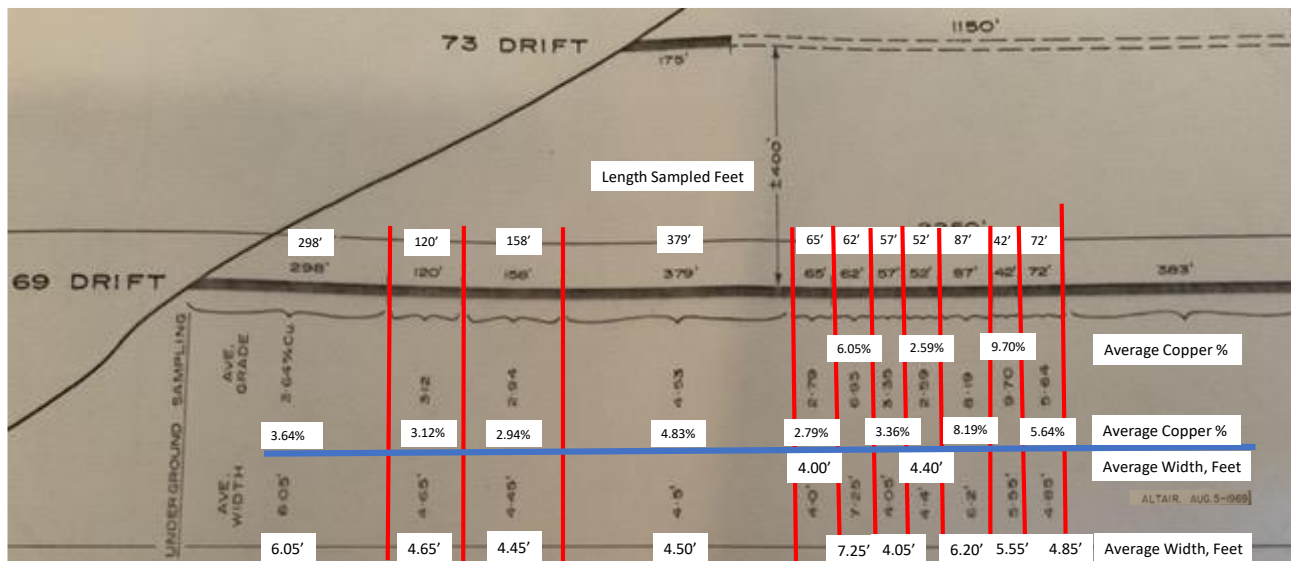 1150'
73 DRIFT
175'
±400'
Length Sampled Feet
298' 120' 158' 379' 65' 62' 57' 52' 87' 42' 72'
69 DRIFT
298' 120' 158' 379' 65' 62' 57' 52' 87' 42' 72' 383'
UNDERGROUND SAMPLING
AVE. GRADE
3.64%Cu. 3.12 2.94 4.53 2.79 6.95 3.35 2.59 8.19 9.70 5.64
6.05% 2.59% 9.70% Average Copper %
3.64% 3.12% 2.94% 4.83% 2.79% 3.36% 8.19% 5.64% Average Copper %
4.00' 4.40' Average Width, Feet
AVE. WIDTH
6.05' 4.65' 4.45' 4.5' 4.0' 7.25' 4.05' 4.4' 6.2' 5.55' 4.85'
ALTAIR. AUG.5-1969
6.05' 4.65' 4.45' 4.50' 7.25' 4.05' 6.20' 5.55' 4.85' Average Width, Feet